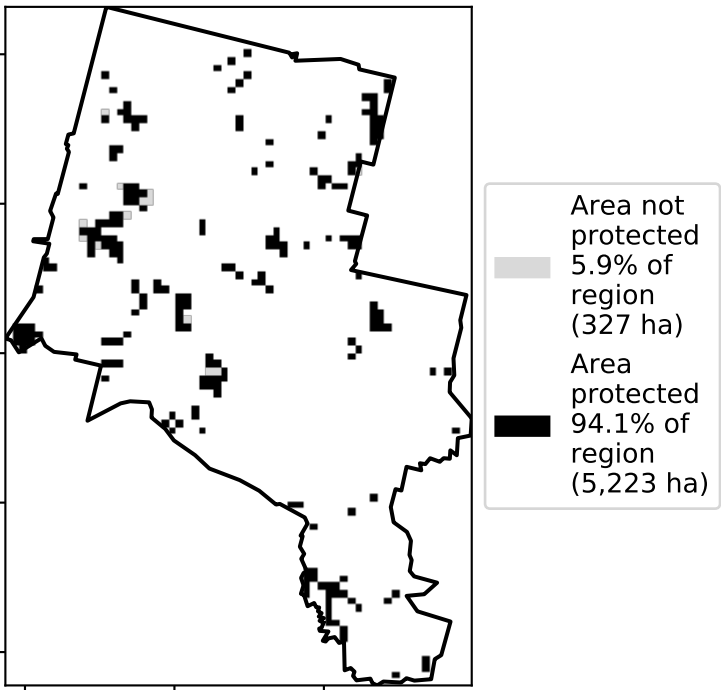 Area not
protected
5.9% of
region
(327 ha)
Area
protected
94.1% of
region
(5,223 ha)